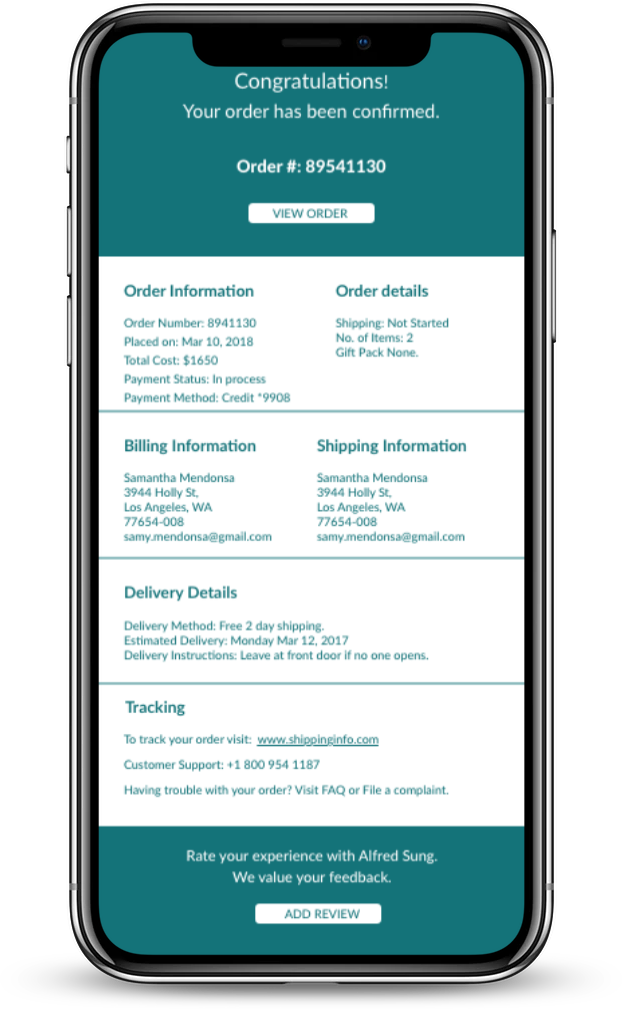 Congratulations!
Your order has been confirmed.
Order #: 89541130
VIEW ORDER
Order Information
Order Number: 8941130
Placed on: Mar 10, 2018
Total Cost: $1650
Payment Status: In process
Payment Method: Credit *9908
Order details
Shipping: Not Started
No. of Items: 2
Gift Pack None.
Billing Information
Samantha Mendonsa
3944 Holly St,
Los Angeles, WA
77654-008
samy.mendonsa@gmail.com
Shipping Information
Samantha Mendonsa
3944 Holly St,
Los Angeles, WA
77654-008
samy.mendonsa@gmail.com
Delivery Details
Delivery Method: Free 2 day shipping.
Estimated Delivery: Monday Mar 12, 2017
Delivery Instructions: Leave at front door if no one opens.
Tracking
To track your order visit: www.shippinginfo.com
Customer Support: +1 800 954 1187
Having trouble with your order? Visit FAQ or File a complaint.
Rate your experience with Alfred Sung.
We value your feedback.
ADD REVIEW